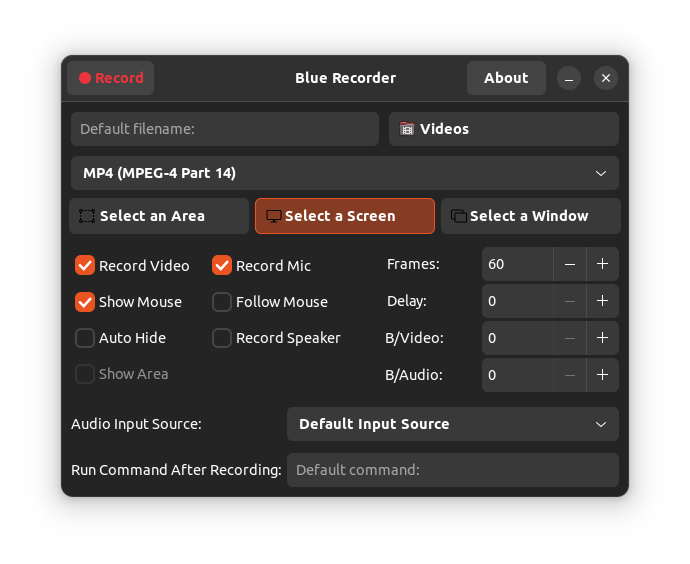 Record Blue Recorder About
Default filename: Videos
MP4 (MPEG-4 Part 14)
Select an Area Select a Screen Select a Window
Record Video Record Mic Frames: 60
Show Mouse Follow Mouse Delay: 0
Auto Hide Record Speaker B/Video: 0
Show Area B/Audio: 0
Audio Input Source: Default Input Source
Run Command After Recording: Default command: